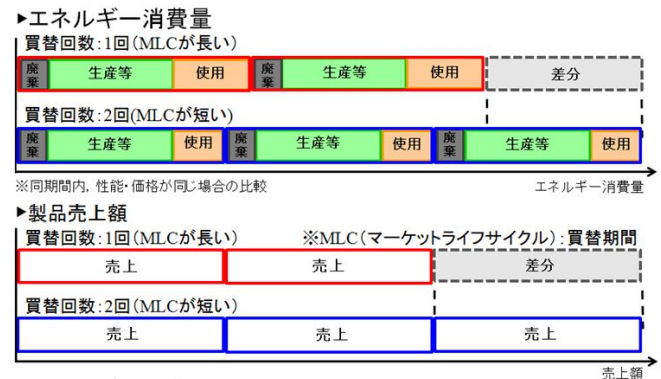 ▶エネルギー消費量
買替回数:1回(MLCが長い)
廃棄 生産等 使用 廃棄 生産等 使用 差分
買替回数:2回(MLCが短い)
廃棄 生産等 使用 廃棄 生産等 使用 廃棄 生産等 使用
※同期間内, 性能・価格が同じ場合の比較 エネルギー消費量
▶製品売上額
買替回数:1回(MLCが長い) ※MLC(マーケットライフサイクル):買替期間
売上 売上 差分
買替回数:2回(MLCが短い)
売上 売上 売上
売上額